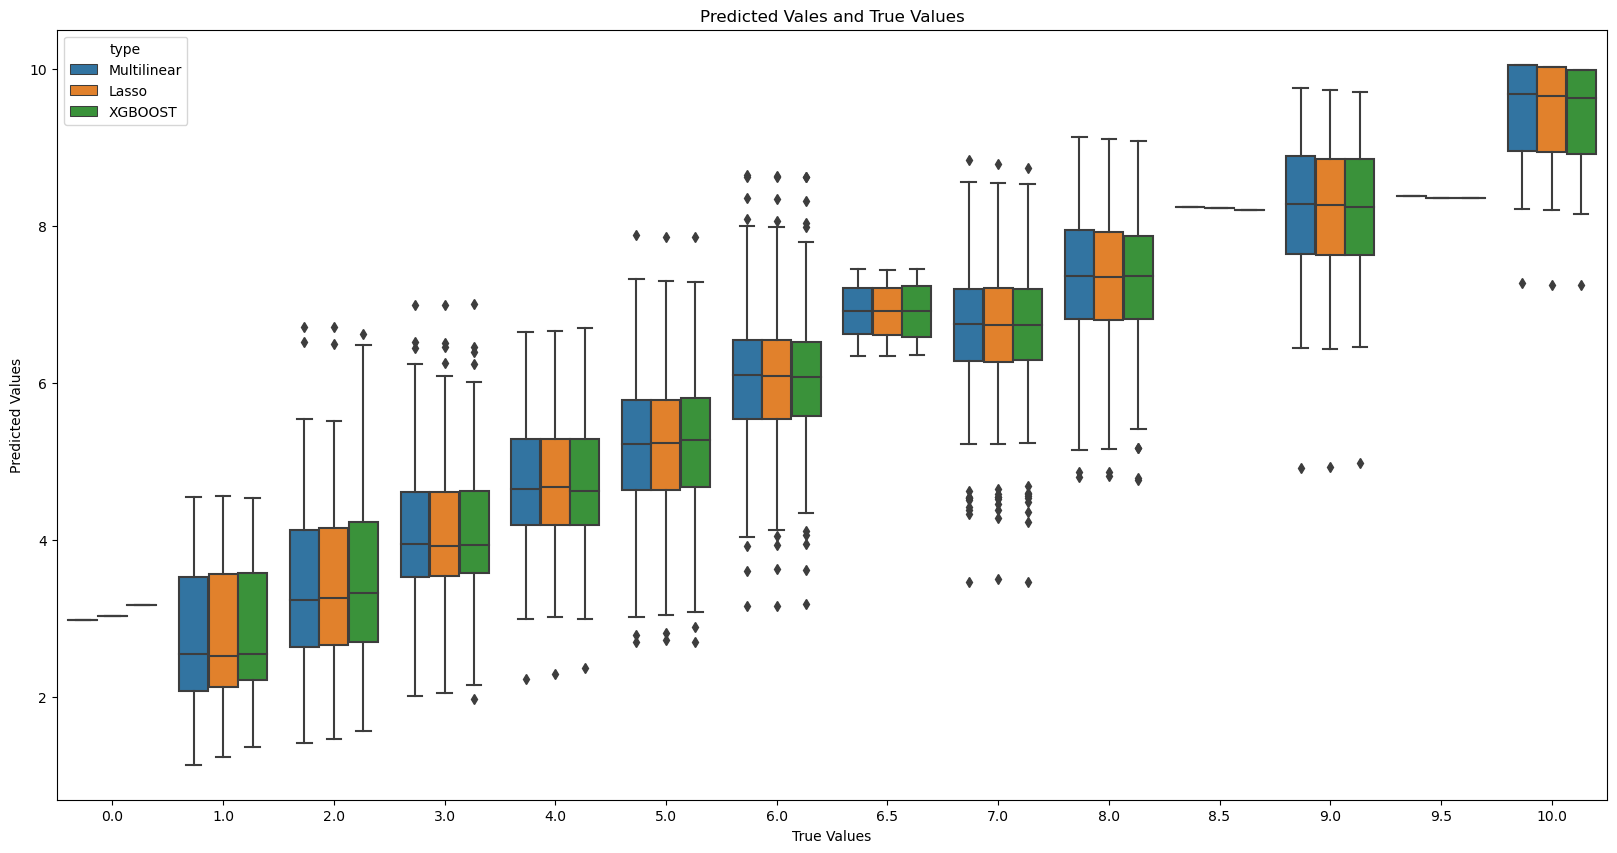 Predicted Vales and True Values
type
Multilinear
Lasso
XGBOOST
Predicted Values
10
8
6
4
2
0.0 1.0 2.0 3.0 4.0 5.0 6.0 6.5 7.0 8.0 8.5 9.0 9.5 10.0
True Values